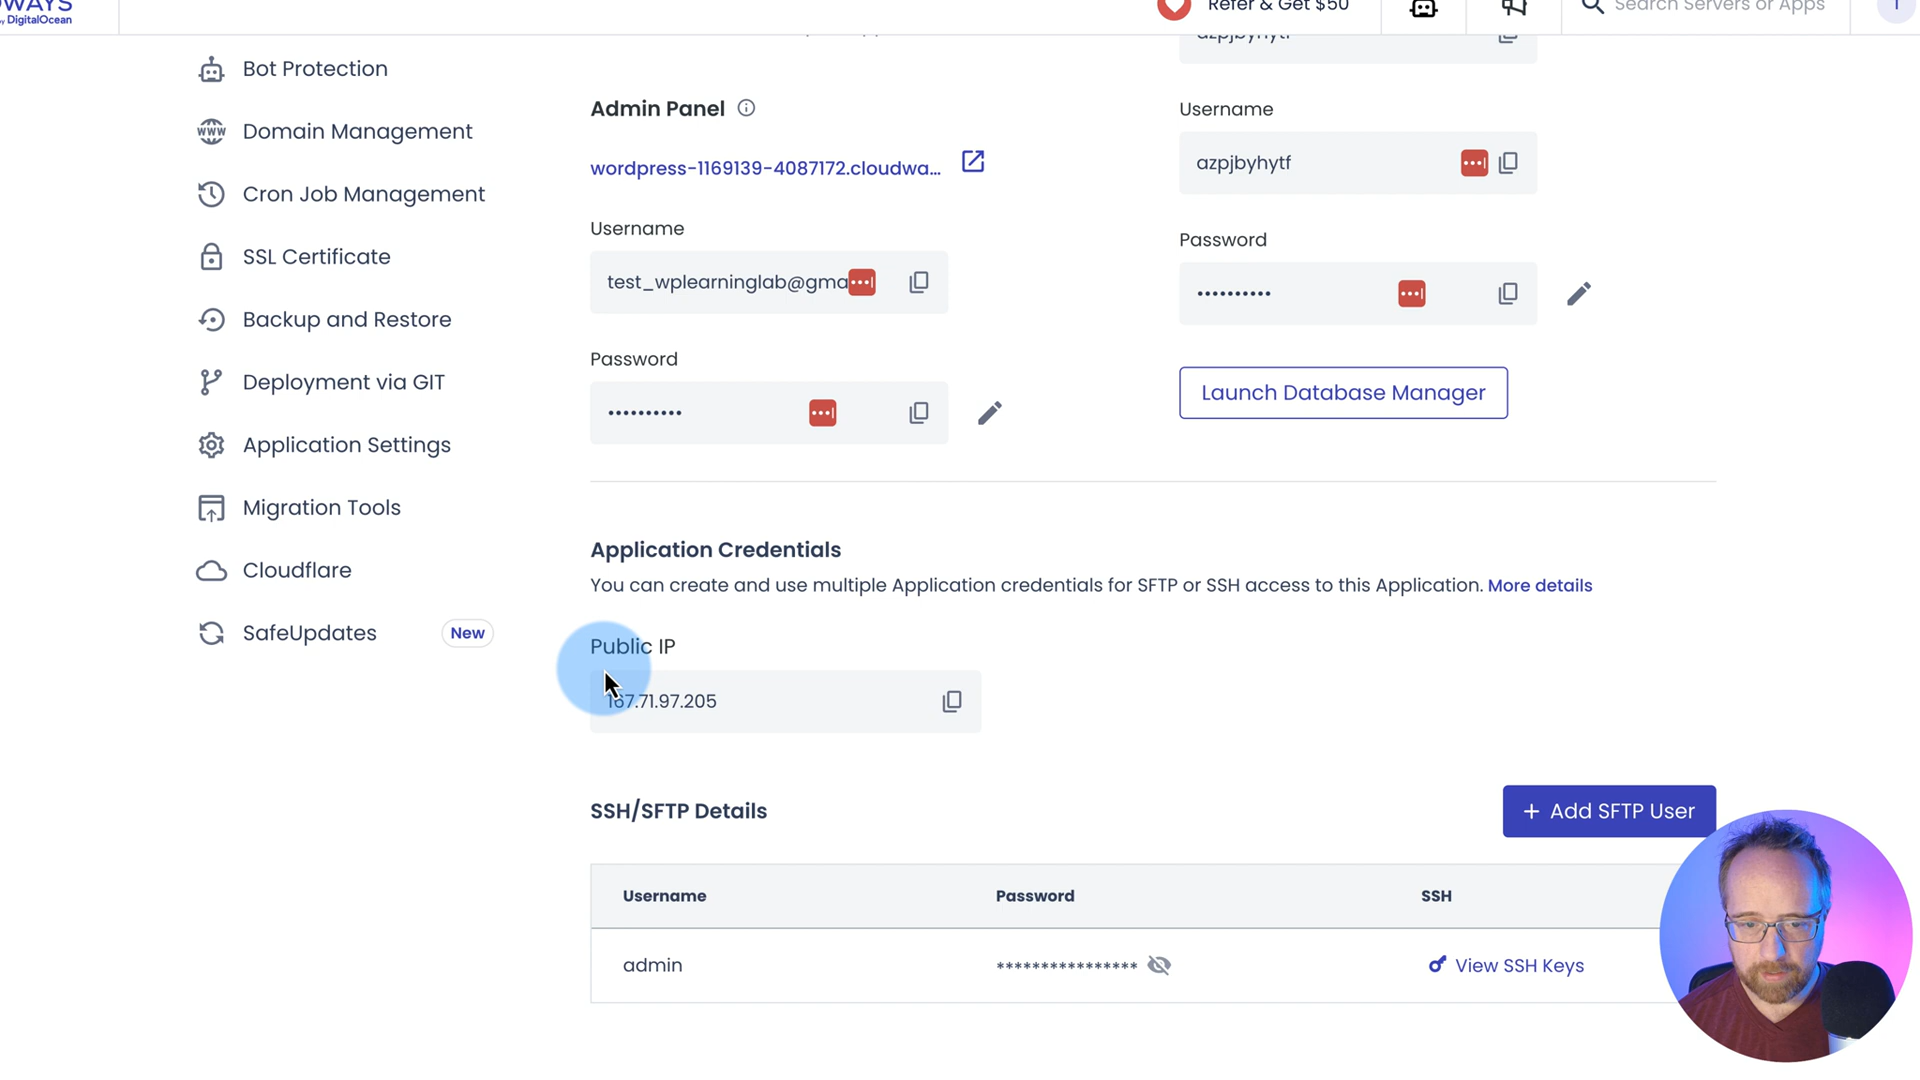 by DigitalOcean
Refer & Get $50
Search Servers or Apps
Bot Protection
Domain Management
Cron Job Management
SSL Certificate
Backup and Restore
Deployment via GIT
Application Settings
Migration Tools
Cloudflare
SafeUpdates
New
Admin Panel
wordpress-1169139-4087172.cloudwa...
Username
test_wplearninglab@gma
Password
••••••••••
Username
azpjbyhytf
Password
••••••••••
Launch Database Manager
Application Credentials
You can create and use multiple Application credentials for SFTP or SSH access to this Application. More details
Public IP
167.71.97.205
SSH/SFTP Details
+ Add SFTP User
Username Password SSH
admin **************** View SSH Keys